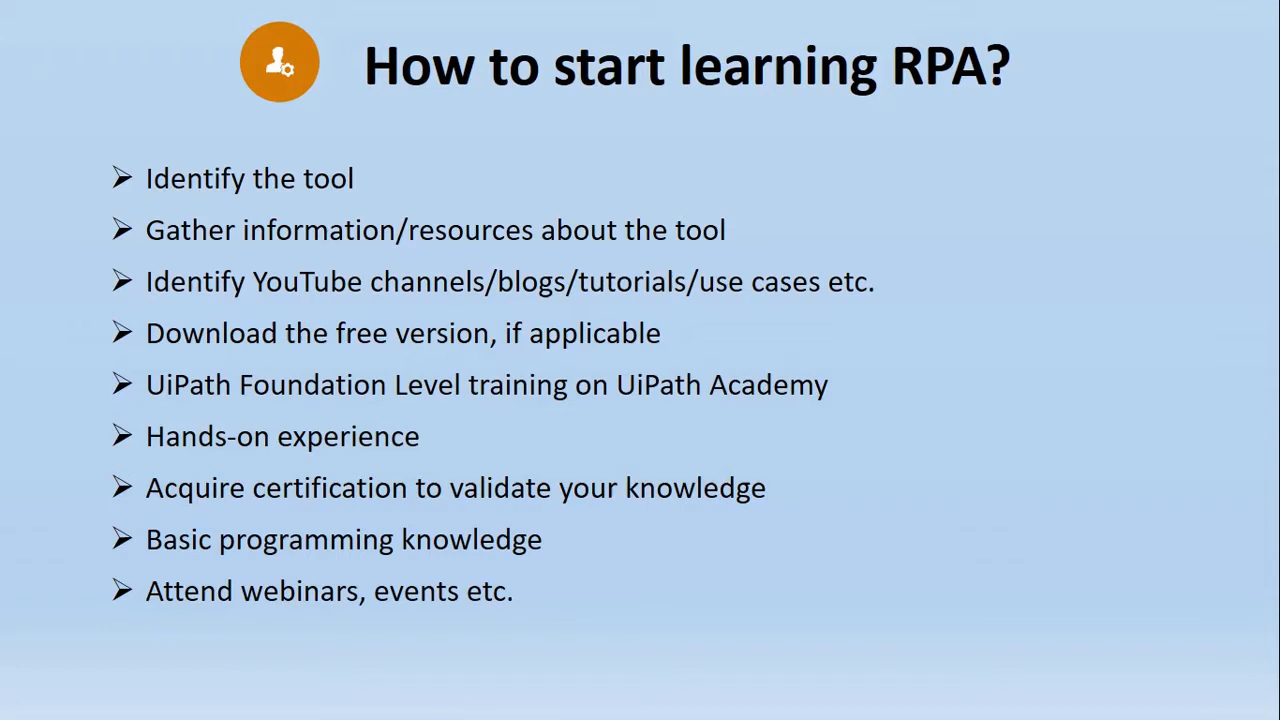 How to start learning RPA?
Identify the tool
Gather information/resources about the tool
Identify YouTube channels/blogs/tutorials/use cases etc.
Download the free version, if applicable
UiPath Foundation Level training on UiPath Academy
Hands-on experience
Acquire certification to validate your knowledge
Basic programming knowledge
Attend webinars, events etc.